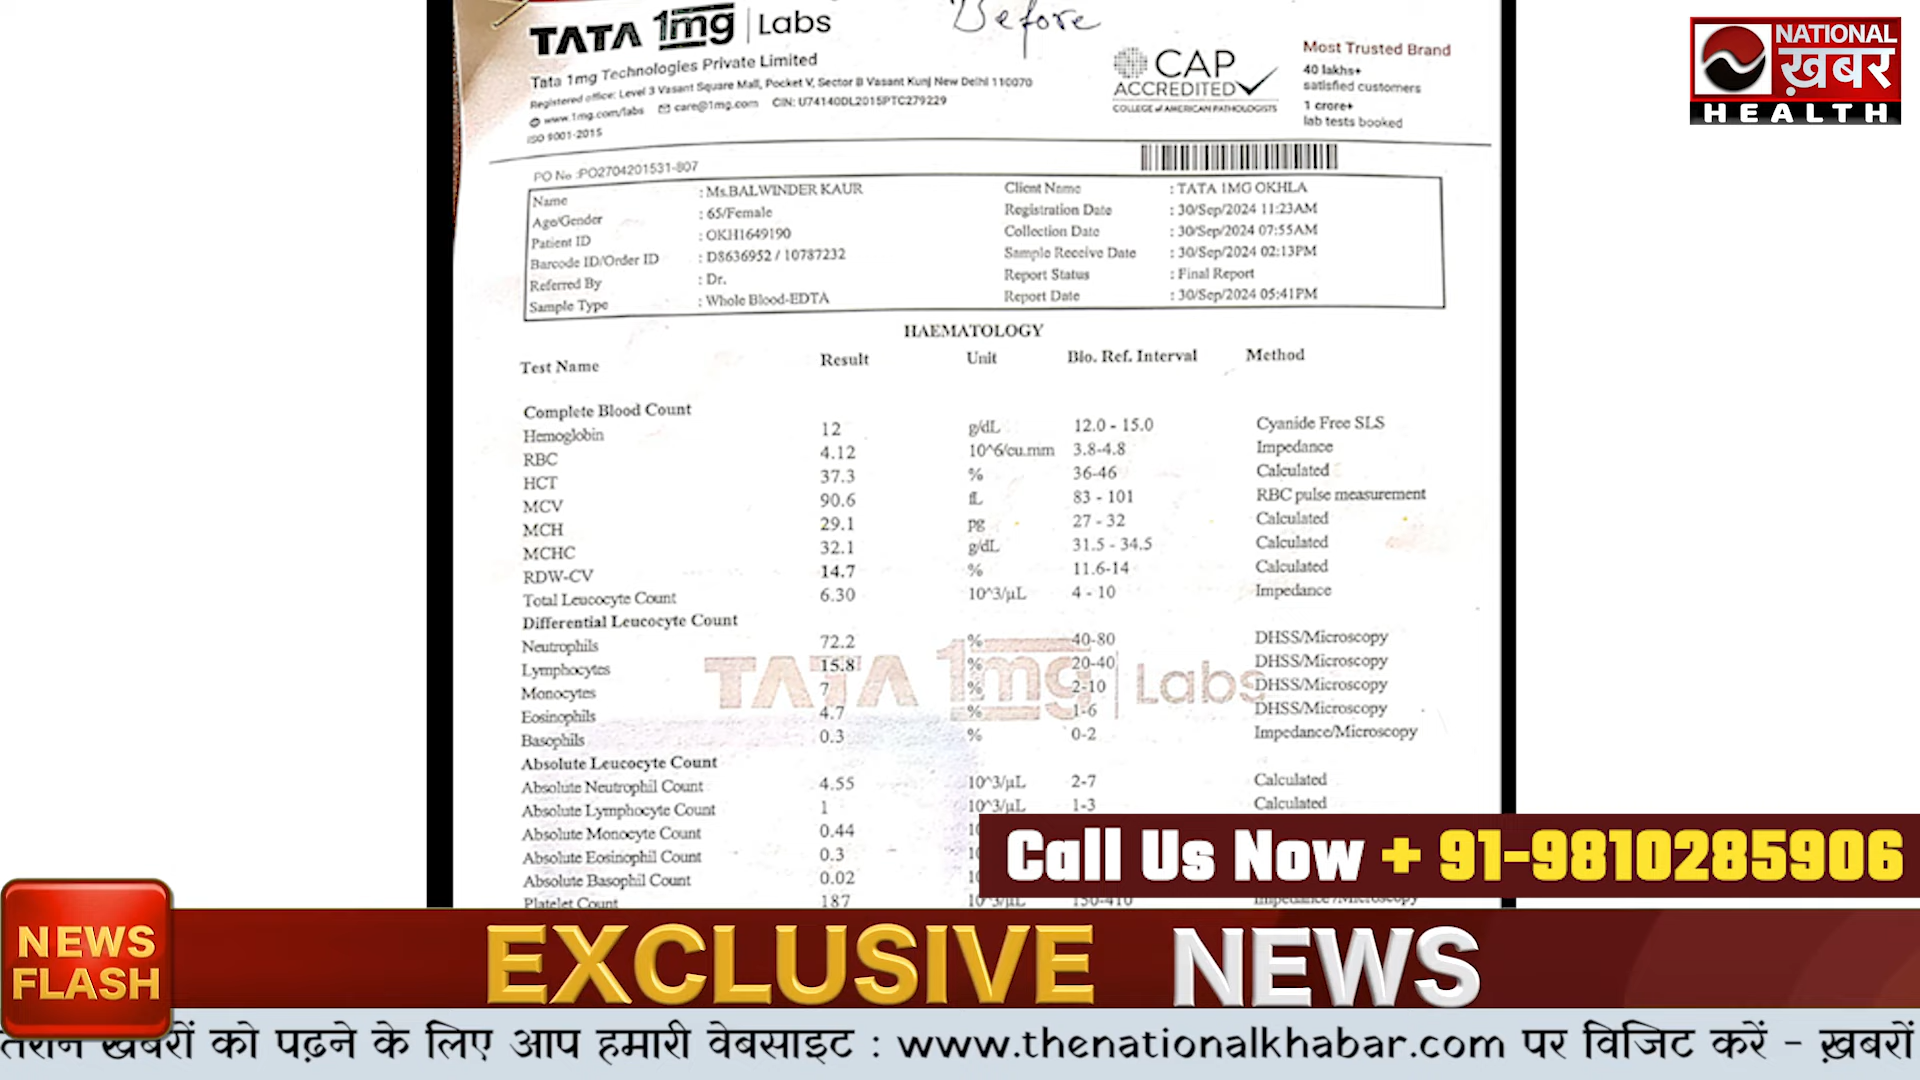 Before
TATA 1mg | Labs
Tata 1mg Technologies Private Limited
Registered office: Level 3 Vasant Square Mall, Pocket V, Sector B Vasant Kunj New Delhi 110070
www.1mg.com/labs care@1mg.com CIN: U74140DL2015PTC279229
ISO 9001-2015
CAP
ACCREDITED
COLLEGE of AMERICAN PATHOLOGISTS
Most Trusted Brand
40 lakhs+
satisfied customers
1 crore+
lab tests booked
NATIONAL
ख़बर
HEALTH
PO No :PO2704201531-807
Name : Ms.BALWINDER KAUR Client Name : TATA 1MG OKHLA
Age/Gender : 65/Female Registration Date : 30/Sep/2024 11:23AM
Patient ID : OKH1649190 Collection Date : 30/Sep/2024 07:55AM
Barcode ID/Order ID : D8636952 / 10787232 Sample Receive Date : 30/Sep/2024 02:13PM
Referred By : Dr. Report Status : Final Report
Sample Type : Whole Blood-EDTA Report Date : 30/Sep/2024 05:41PM
HAEMATOLOGY
Test Name Result Unit Bio. Ref. Interval Method
Complete Blood Count
Hemoglobin 12 g/dL 12.0 - 15.0 Cyanide Free SLS
RBC 4.12 10^6/cu.mm 3.8-4.8 Impedance
HCT 37.3 % 36-46 Calculated
MCV 90.6 fL 83 - 101 RBC pulse measurement
MCH 29.1 pg 27 - 32 Calculated
MCHC 32.1 g/dL 31.5 - 34.5 Calculated
RDW-CV 14.7 % 11.6-14 Calculated
Total Leucocyte Count 6.30 10^3/µL 4 - 10 Impedance
Differential Leucocyte Count
Neutrophils 72.2 % 40-80 DHSS/Microscopy
Lymphocytes 15.8 % 20-40 DHSS/Microscopy
Monocytes 7 % 2-10 DHSS/Microscopy
Eosinophils 4.7 % 1-6 DHSS/Microscopy
Basophils 0.3 % 0-2 Impedance/Microscopy
TATA 1mg | Labs
Absolute Leucocyte Count
Absolute Neutrophil Count 4.55 10^3/µL 2-7 Calculated
Absolute Lymphocyte Count 1 10^3/µL 1-3 Calculated
Absolute Monocyte Count 0.44
Absolute Eosinophil Count 0.3
Absolute Basophil Count 0.02
Platelet Count 187 10^3/µL 150-410 Impedance /Microscopy
Call Us Now + 91-9810285906
NEWS
FLASH
EXCLUSIVE NEWS
खबरों को पढ़ने के लिए आप हमारी वेबसाइट : www.thenationalkhabar.com पर विजिट करें - ख़बरों